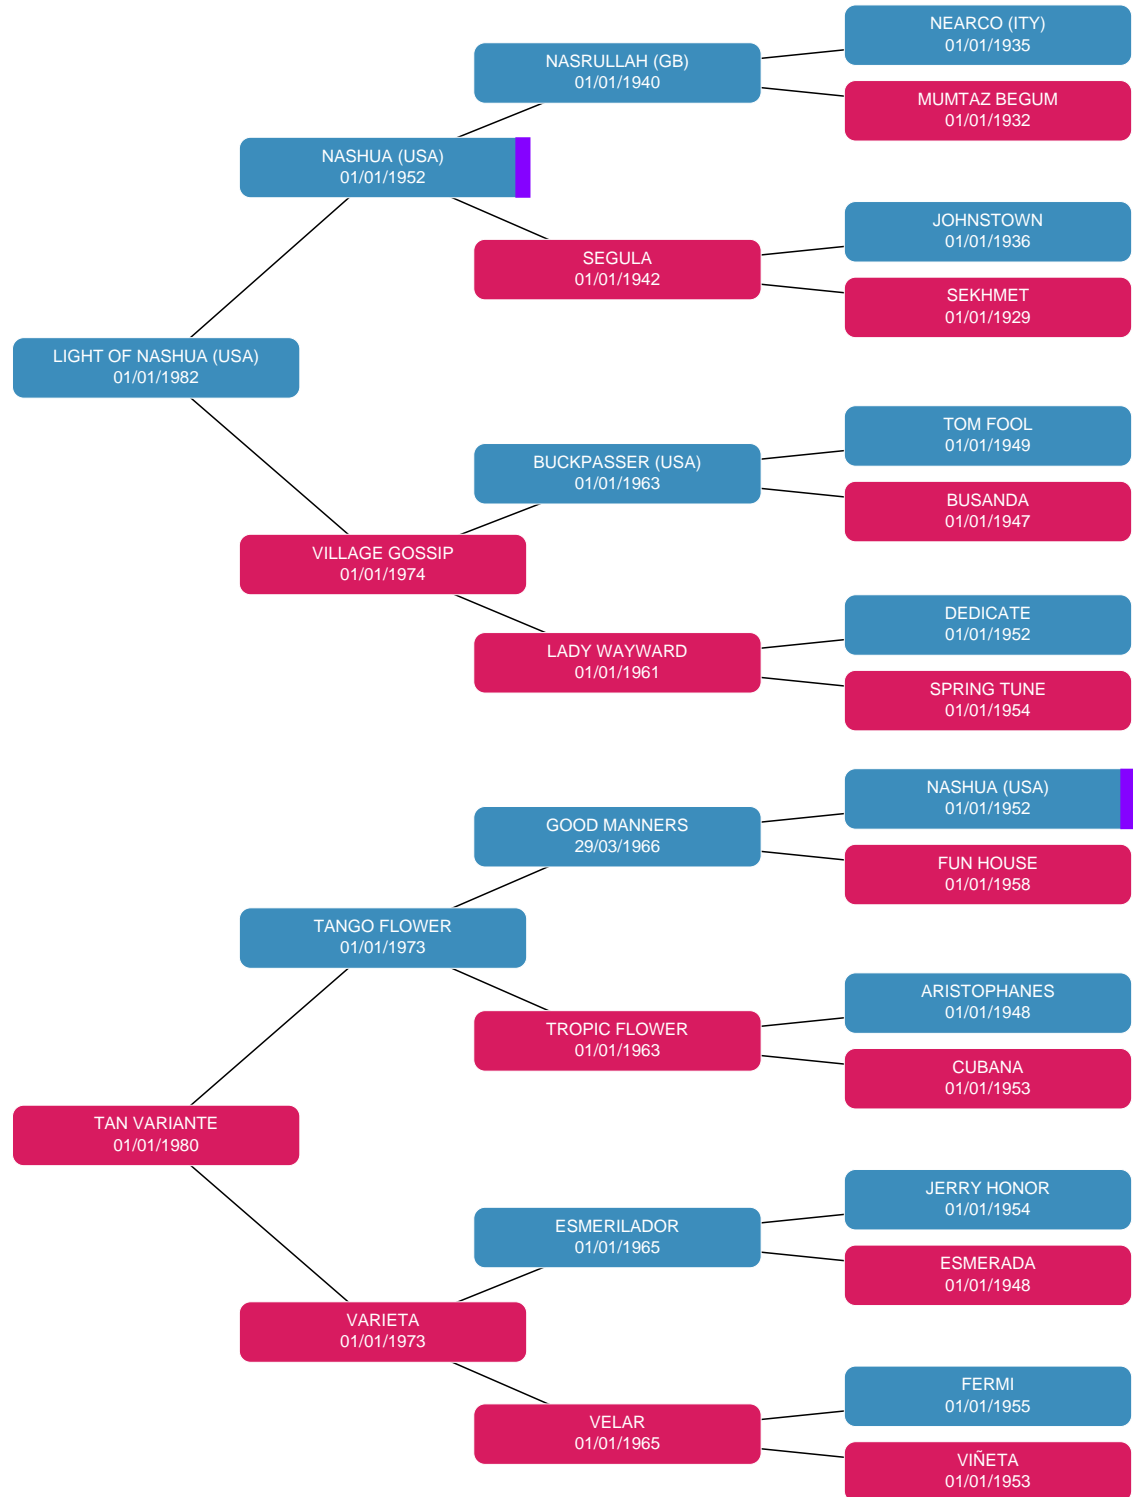 NEARCO (ITY)
01/01/1935
NASRULLAH (GB)
01/01/1940
MUMTAZ BEGUM
01/01/1932
NASHUA (USA)
01/01/1952
JOHNSTOWN
01/01/1936
SEGULA
01/01/1942
SEKHMET
01/01/1929
LIGHT OF NASHUA (USA)
01/01/1982
TOM FOOL
01/01/1949
BUCKPASSER (USA)
01/01/1963
BUSANDA
01/01/1947
VILLAGE GOSSIP
01/01/1974
DEDICATE
01/01/1952
LADY WAYWARD
01/01/1961
SPRING TUNE
01/01/1954
NASHUA (USA)
01/01/1952
GOOD MANNERS
29/03/1966
FUN HOUSE
01/01/1958
TANGO FLOWER
01/01/1973
ARISTOPHANES
01/01/1948
TROPIC FLOWER
01/01/1963
CUBANA
01/01/1953
TAN VARIANTE
01/01/1980
JERRY HONOR
01/01/1954
ESMERILADOR
01/01/1965
ESMERADA
01/01/1948
VARIETA
01/01/1973
FERMI
01/01/1955
VELAR
01/01/1965
VIÑETA
01/01/1953